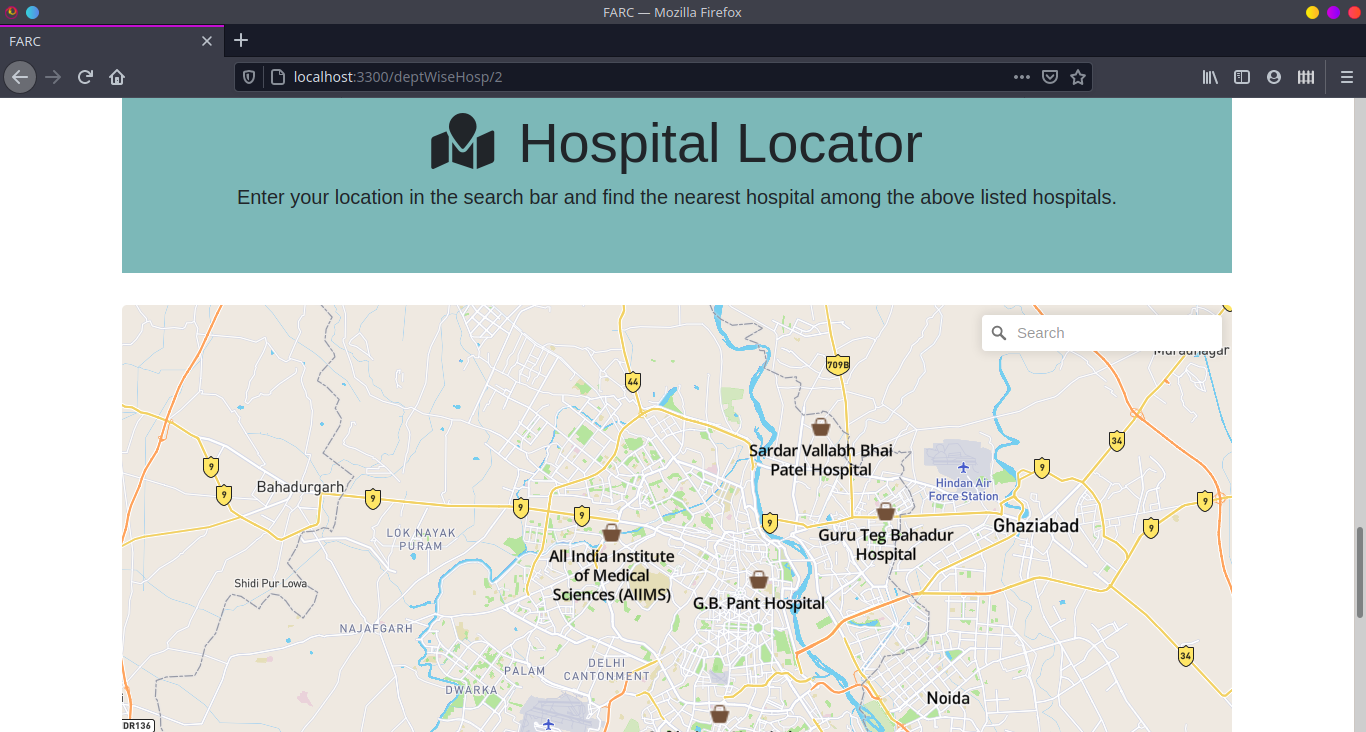 FARC — Mozilla Firefox
FARC
localhost:3300/deptWiseHosp/2
Hospital Locator
Enter your location in the search bar and find the nearest hospital among the above listed hospitals.
Search
709B
44
Sardar Vallabh Bhai
Patel Hospital
34
9
9
Bahadurgarh
9
9
Hindan Air
Force Station
9
9
9
9
9
Ghaziabad
LOK NAYAK
PURAM
Guru Teg Bahadur
Hospital
All India Institute
of Medical
Sciences (AIIMS)
Shidi Pur Lowa
G.B. Pant Hospital
NAJAFGARH
34
DELHI
CANTONMENT
PALAM
DWARKA
Noida
DR136